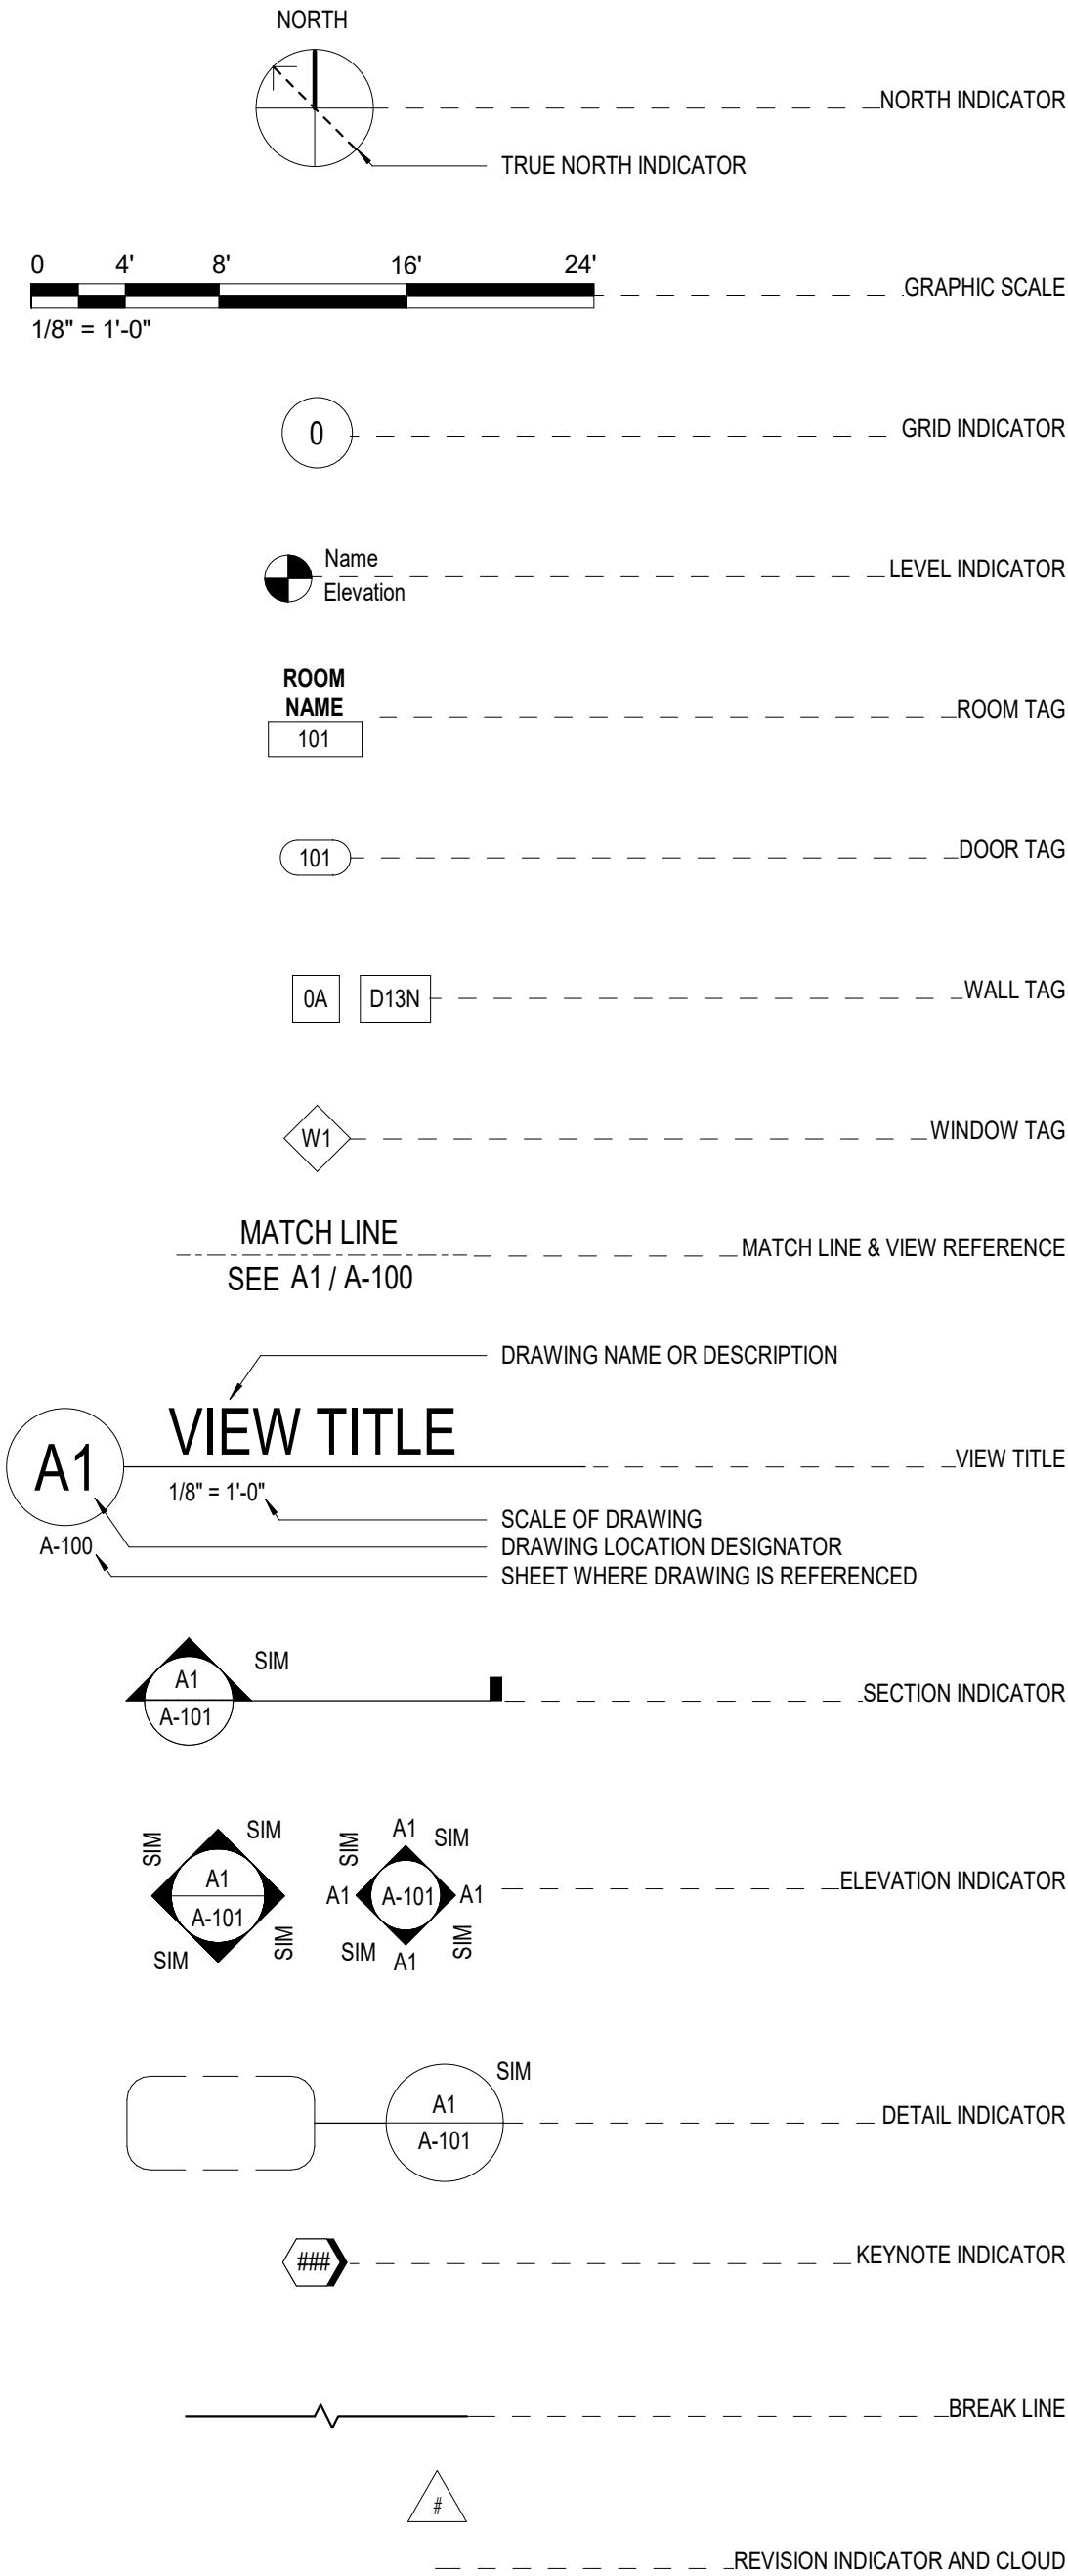 NORTH
NORTH INDICATOR
TRUE NORTH INDICATOR
0 4' 8' 16' 24'
GRAPHIC SCALE
1/8" = 1'-0"
0
GRID INDICATOR
Name
LEVEL INDICATOR
Elevation
ROOM
NAME
ROOM TAG
101
101
DOOR TAG
0A D13N
WALL TAG
W1
WINDOW TAG
MATCH LINE
MATCH LINE & VIEW REFERENCE
SEE A1 / A-100
DRAWING NAME OR DESCRIPTION
VIEW TITLE
A1
VIEW TITLE
1/8" = 1'-0"
SCALE OF DRAWING
A-100
DRAWING LOCATION DESIGNATOR
SHEET WHERE DRAWING IS REFERENCED
SIM
A1
SECTION INDICATOR
A-101
SIM
SIM
A1
A-101
SIM
SIM
A1
SIM
SIM
A1
A-101
A1
SIM
SIM
A1
ELEVATION INDICATOR
SIM
A1
A-101
DETAIL INDICATOR
###
KEYNOTE INDICATOR
BREAK LINE
#
REVISION INDICATOR AND CLOUD